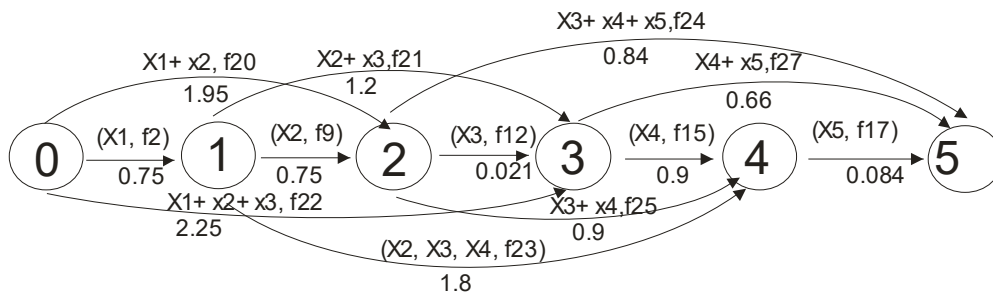 X3+ x4+ x5,f24
0.84
X1+ x2, f20
1.95
X2+ x3,f21
1.2
X4+ x5,f27
0.66
0
(X1, f2)
0.75
1
(X2, f9)
0.75
2
(X3, f12)
0.021
3
(X4, f15)
0.9
4
(X5, f17)
0.084
5
X1+ x2+ x3, f22
2.25
X3+ x4,f25
0.9
(X2, X3, X4, f23)
1.8